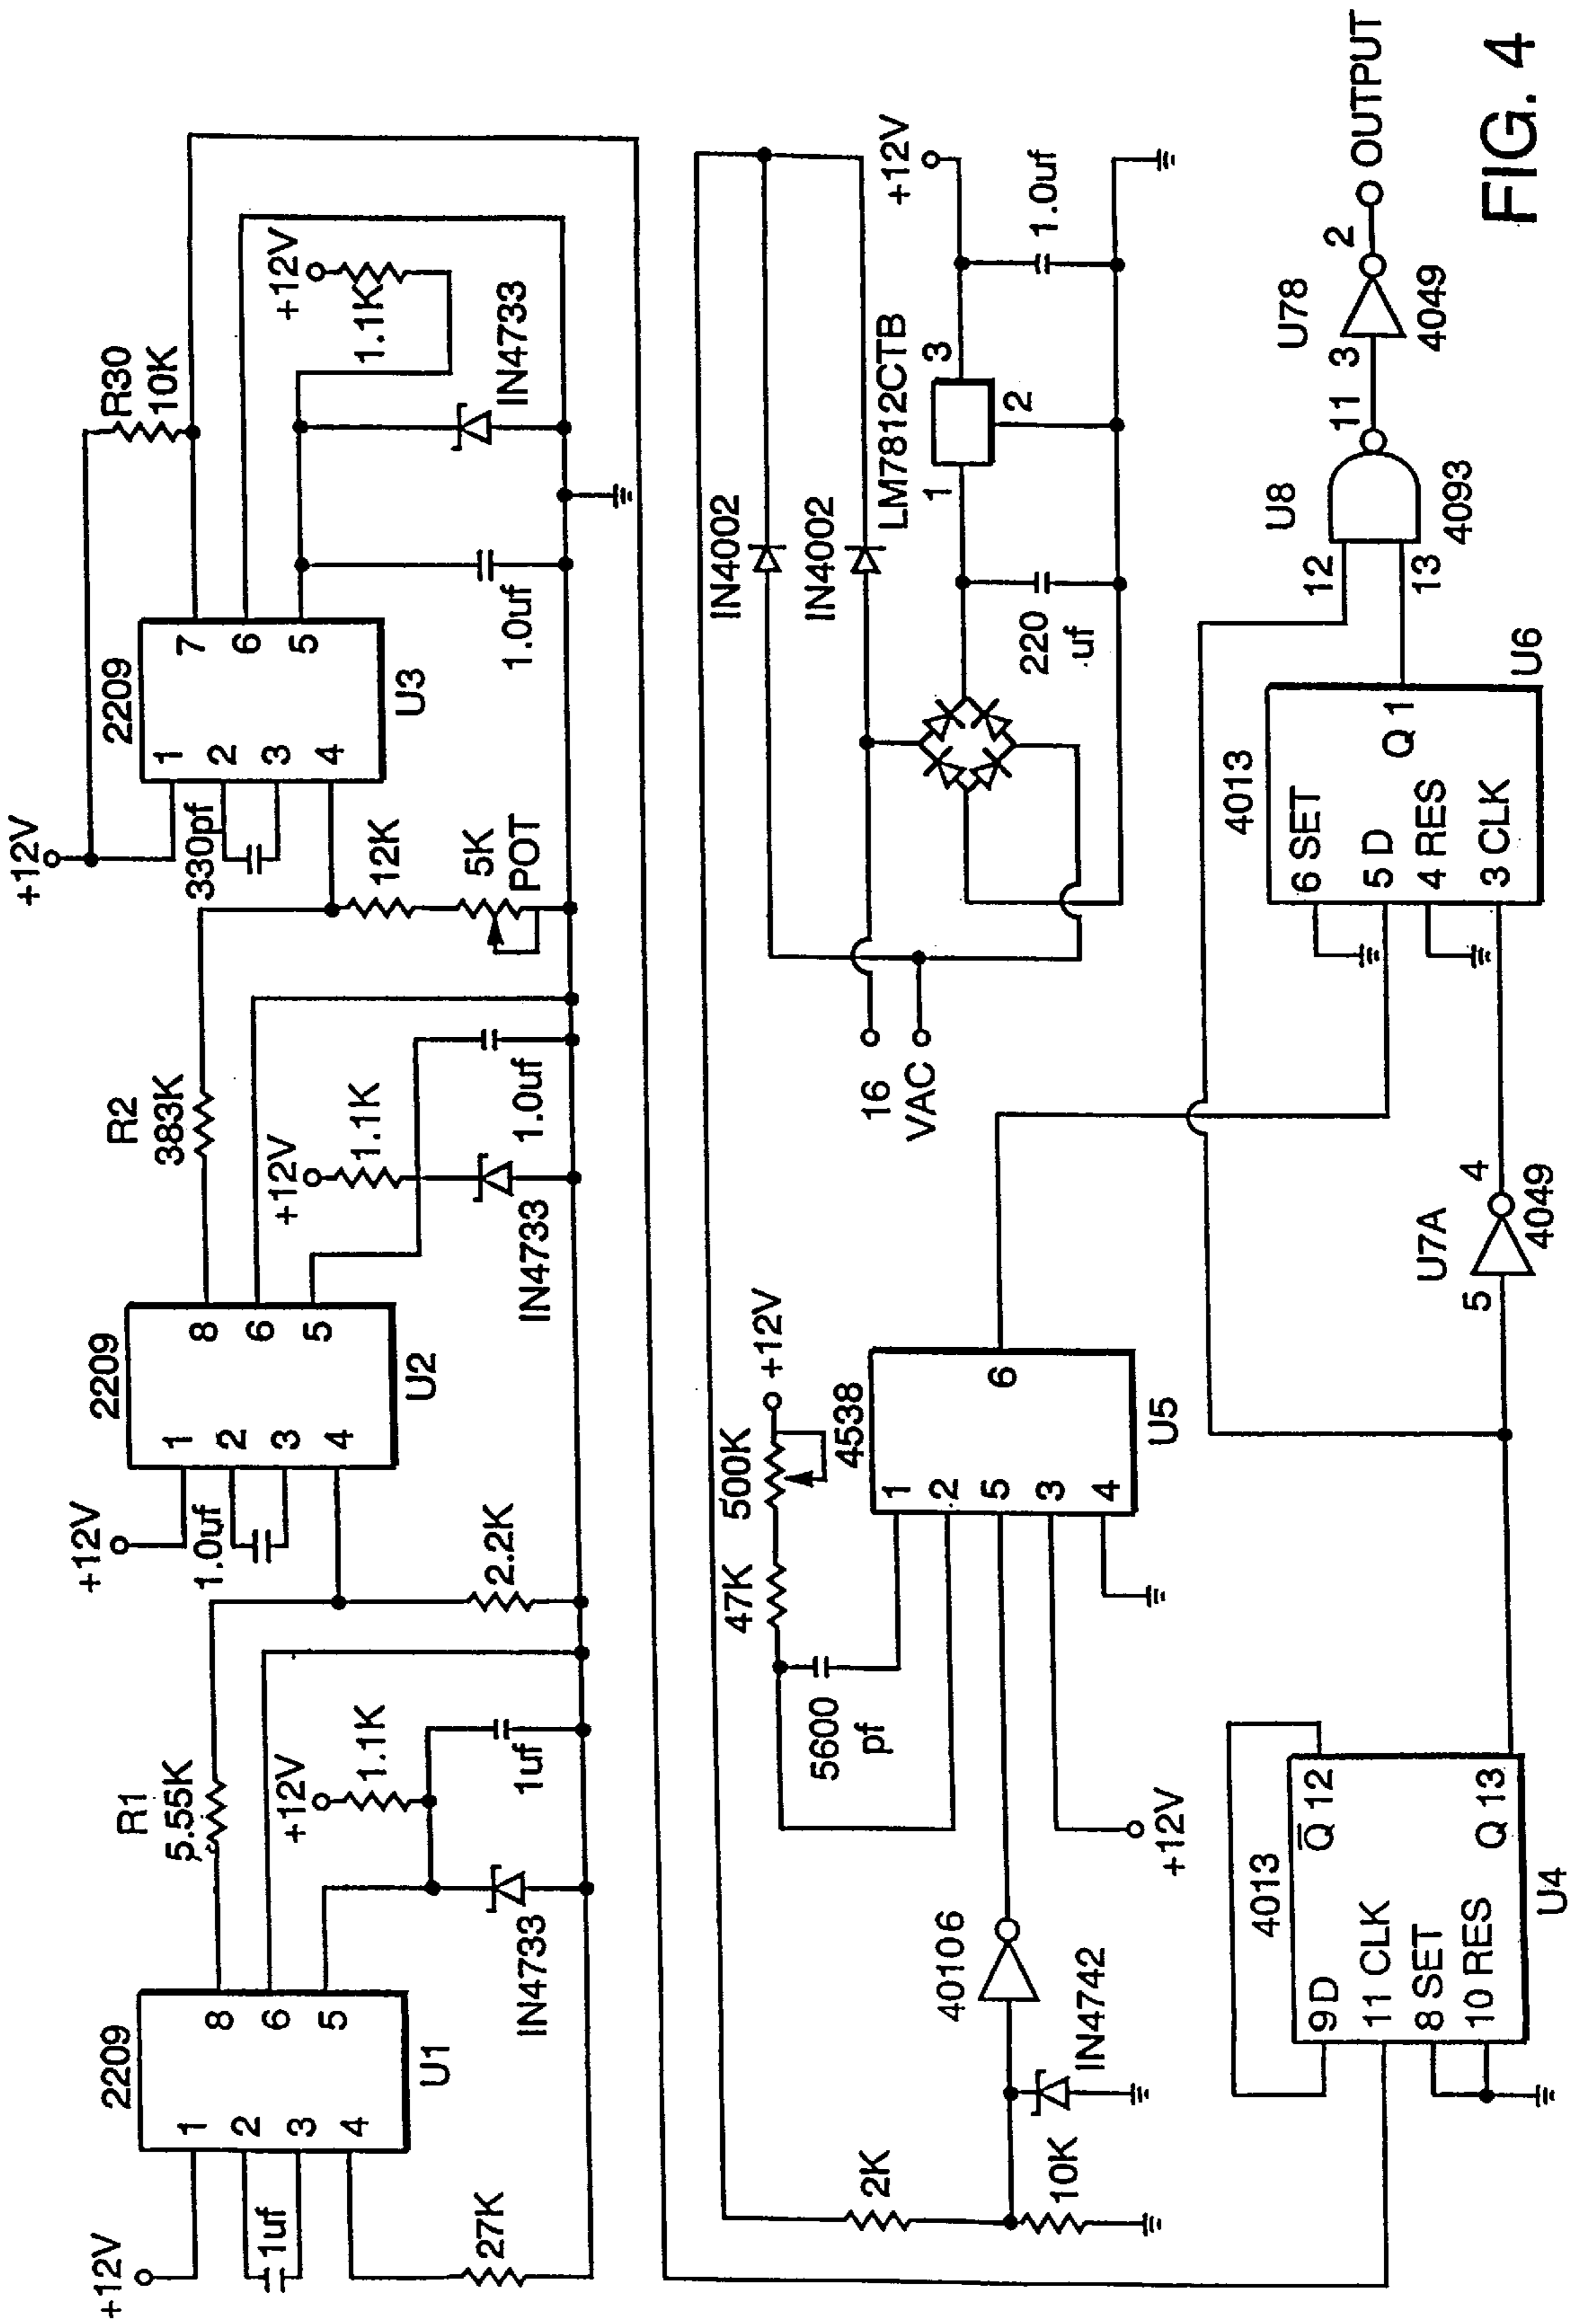 +12V
2209
1
2
3
4
8
6
5
U1
1uf
27K
R1
5.55K
+12V
1.1K
1uf
IN4733
+12V
2209
1
2
3
4
8
6
5
U2
1.0uf
2.2K
R2
383K
+12V
1.1K
1.0uf
IN4733
+12V
2209
1
2
3
4
7
6
5
U3
330pf
12K
5K
POT
R30
10K
+12V
1.1K
IN4733
1.0uf
2K
10K
IN4742
40106
5600
pf
47K
500K
+12V
4538
1
2
5
3
4
6
U5
+12V
16
VAC
IN4002
IN4002
220
uf
LM7812CTB
1
2
3
+12V
1.0uf
4013
9 D
11 CLK
8 SET
10 RES
Q 12
Q 13
U4
U7A
5
4
4049
4013
6 SET
5 D
4 RES
3 CLK
Q 1
U6
U8
12
13
11
4093
U78
3
2
4049
OUTPUT
FIG. 4